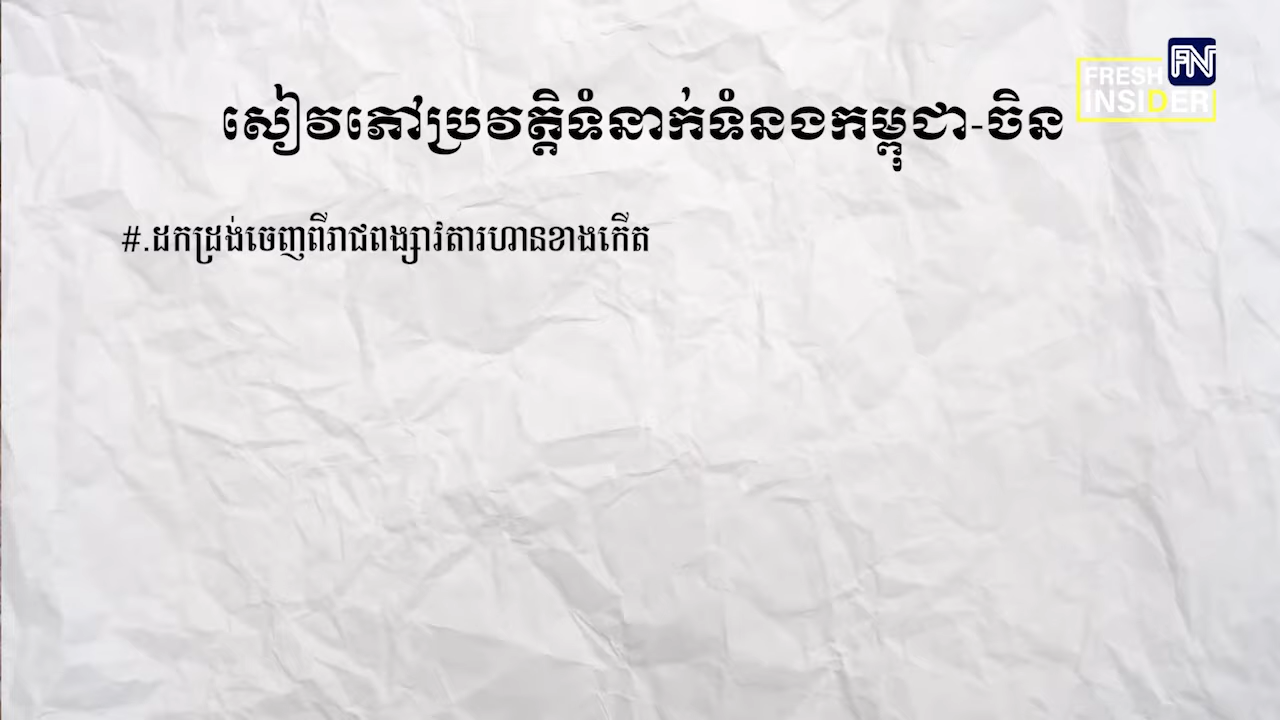 FN
FRESH
INSIDER
សៀវភៅប្រវត្តិទំនាក់ទំនងកម្ពុជា-ចិន
#.ដកដ្រង់ចេញពីរាជពង្សាវតារហានខាងកើត